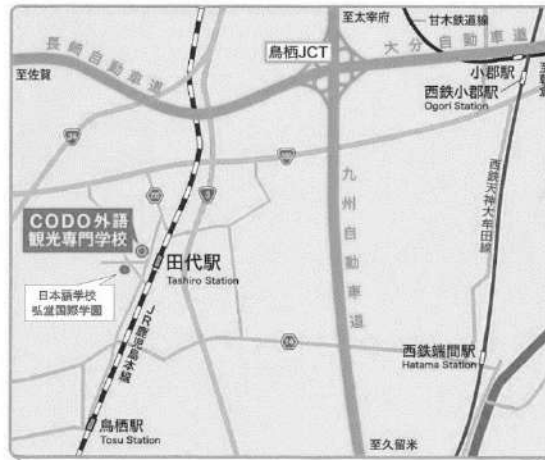 至太宰府
甘木鉄道線
長崎自動車道
鳥栖JCT
大分自動車道
至佐賀
小郡駅
西鉄小郡駅
Ogori Station
34
3
九州自動車道
西鉄天神大牟田線
CODO外語
観光専門学校
田代駅
Tashiro Station
日本語学校
弘堂国際学園
JR鹿児島本線
西鉄端間駅
Hatama Station
鳥栖駅
Tosu Station
至久留米